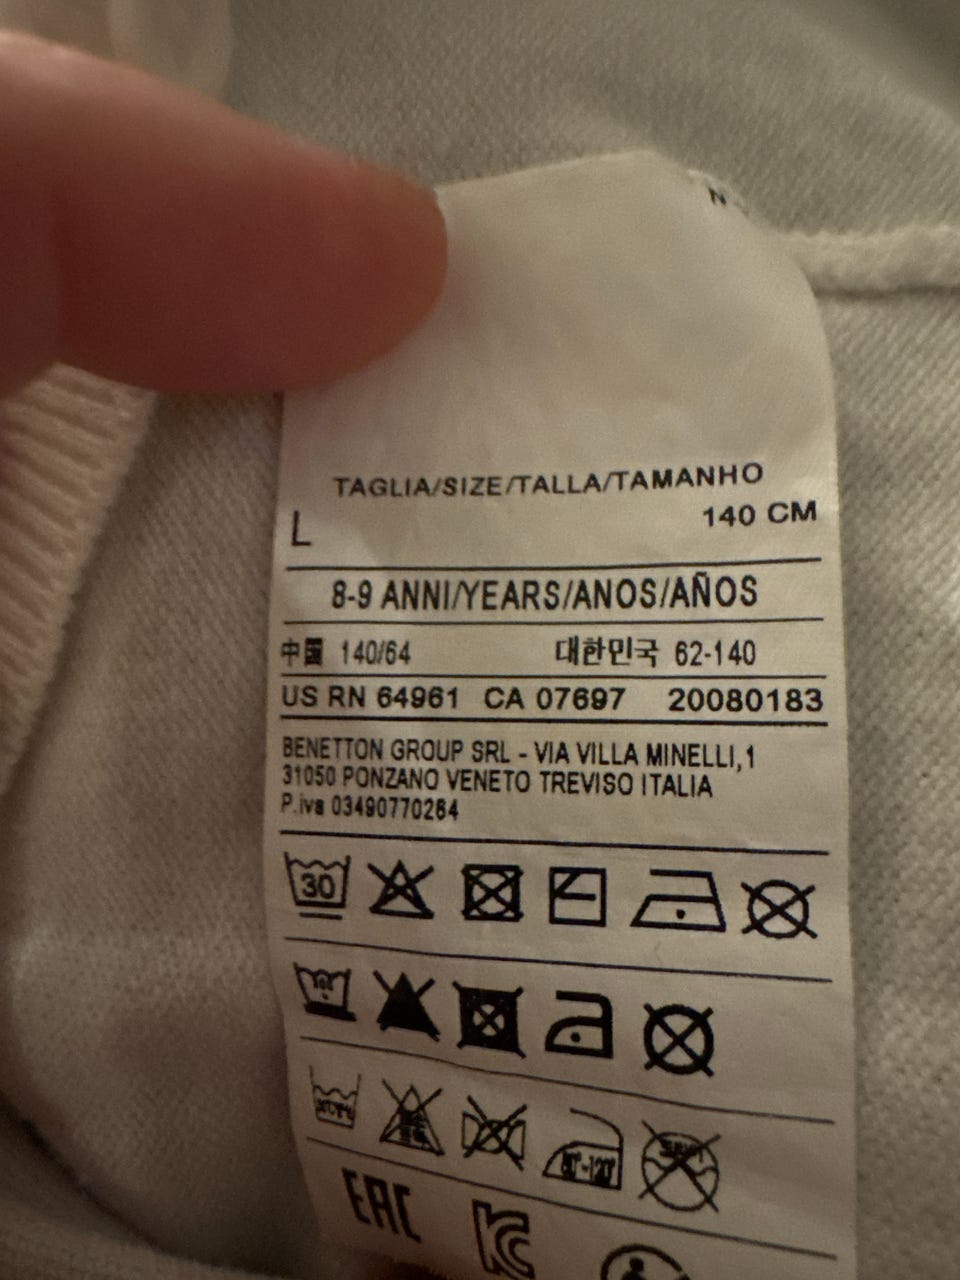 N
TAGLIA/SIZE/TALLA/TAMANHO
L 140 CM
8-9 ANNI/YEARS/ANOS/AÑOS
中国 140/64 대한민국 62-140
US RN 64961 CA 07697 20080183
BENETTON GROUP SRL - VIA VILLA MINELLI,1
31050 PONZANO VENETO TREVISO ITALIA
P.iva 03490770264
30
80°-120°
EAC